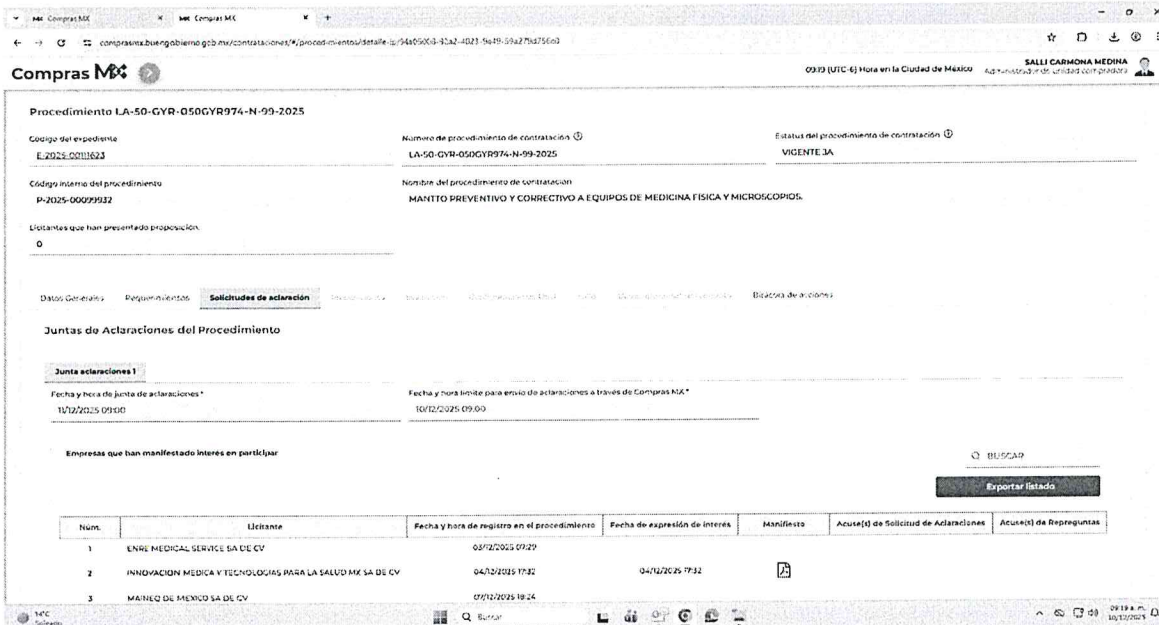 Compras MX
Compras MX
comprasmx.buengobierno.gob.mx/contrataciones/#/procedimientos/detalle
Compras MX
09:19 (UTC-6) Hora en la Ciudad de México
SALLI CARMONA MEDINA
Administrador de unidad compradora
Procedimiento LA-50-GYR-050GYR974-N-99-2025
Código del expediente
E-2025-00111623
Número de procedimiento de contratación
LA-50-GYR-050GYR974-N-99-2025
Estatus del procedimiento de contratación
VIGENTE JA
Código interno del procedimiento
P-2025-00099932
Nombre del procedimiento de contratación
MANTTO PREVENTIVO Y CORRECTIVO A EQUIPOS DE MEDICINA FISICA Y MICROSCOPIOS.
Licitantes que han presentado proposición.
0
Datos Generales Requerimientos Solicitudes de aclaración Bitácora de acciones
Juntas de Aclaraciones del Procedimiento
Junta aclaraciones 1
Fecha y hora de junta de aclaraciones *
11/12/2025 09:00
Fecha y hora límite para envío de aclaraciones a través de Compras MX *
10/12/2025 09:00
Empresas que han manifestado interés en participar
BUSCAR
Exportar listado
Núm. Licitante Fecha y hora de registro en el procedimiento Fecha de expresión de interés Manifiesto Acuse(s) de Solicitud de Aclaraciones Acuse(s) de Repreguntas
1 ENRE MEDICAL SERVICE SA DE CV 03/12/2025 07:29
2 INNOVACION MEDICA Y TECNOLOGIAS PARA LA SALUD MX SA DE CV 04/12/2025 17:32 04/12/2025 17:32
3 MAINEQ DE MEXICO SA DE CV 07/12/2025 18:24
14°C
Soleado
Buscar
09:19 a.m.
10/12/2025